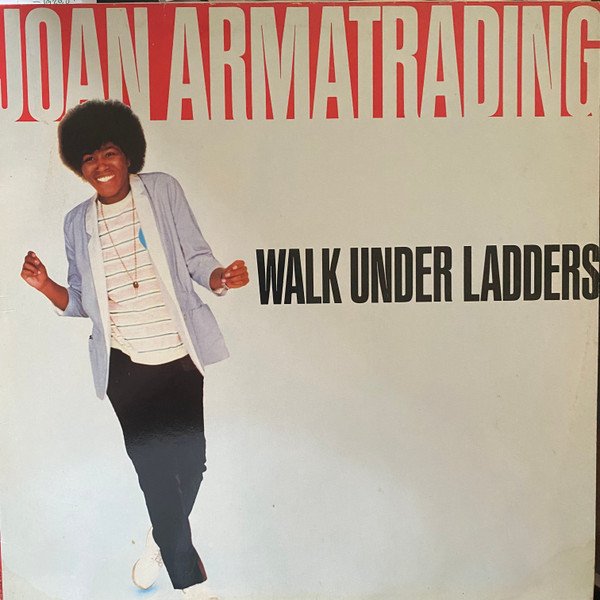 JOAN ARMATRADING
WALK UNDER LADDERS